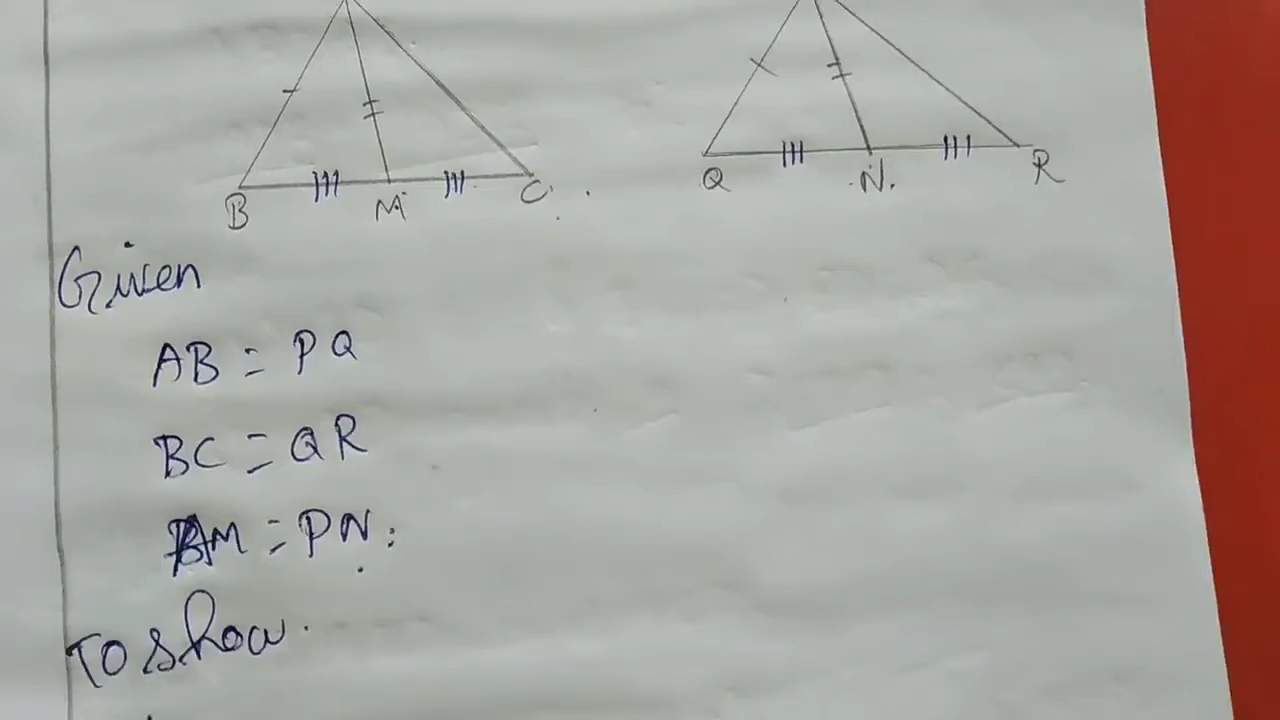 B M C
Q N R
Given
AB = PQ
BC = QR
AM = PN
To show